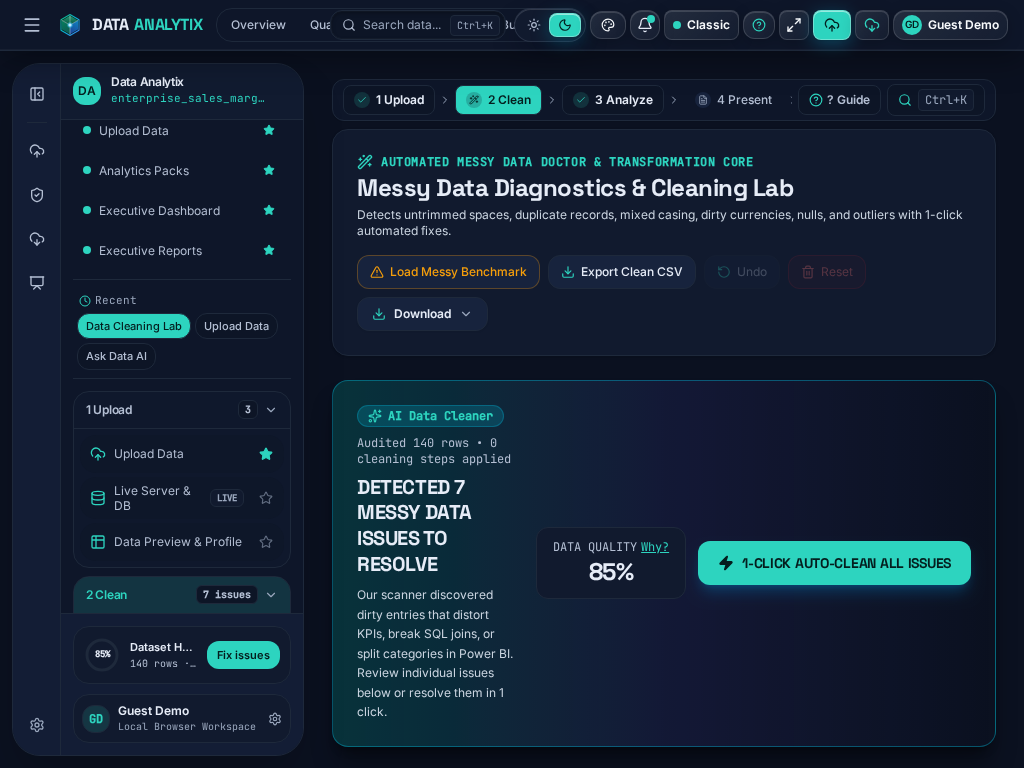 DATA ANALYTIX
Overview
Search data...
Ctrl+K
Classic
GD
Guest Demo
DA
Data Analytix
enterprise_sales_marg…
Upload Data
Analytics Packs
Executive Dashboard
Executive Reports
Recent
Data Cleaning Lab
Upload Data
Ask Data AI
1 Upload
3
Upload Data
Live Server &
DB
LIVE
Data Preview & Profile
2 Clean
7 issues
85%
Dataset H...
140 rows ·…
Fix issues
GD
Guest Demo
Local Browser Workspace
1 Upload
2 Clean
3 Analyze
4 Present
? Guide
Ctrl+K
AUTOMATED MESSY DATA DOCTOR & TRANSFORMATION CORE
Messy Data Diagnostics & Cleaning Lab
Detects untrimmed spaces, duplicate records, mixed casing, dirty currencies, nulls, and outliers with 1-click
automated fixes.
Load Messy Benchmark
Export Clean CSV
Undo
Reset
Download
AI Data Cleaner
Audited 140 rows • 0
cleaning steps applied
DETECTED 7
MESSY DATA
ISSUES TO
RESOLVE
Our scanner discovered
dirty entries that distort
KPIs, break SQL joins, or
split categories in Power BI.
Review individual issues
below or resolve them in 1
click.
DATA QUALITY Why?
85%
1-CLICK AUTO-CLEAN ALL ISSUES